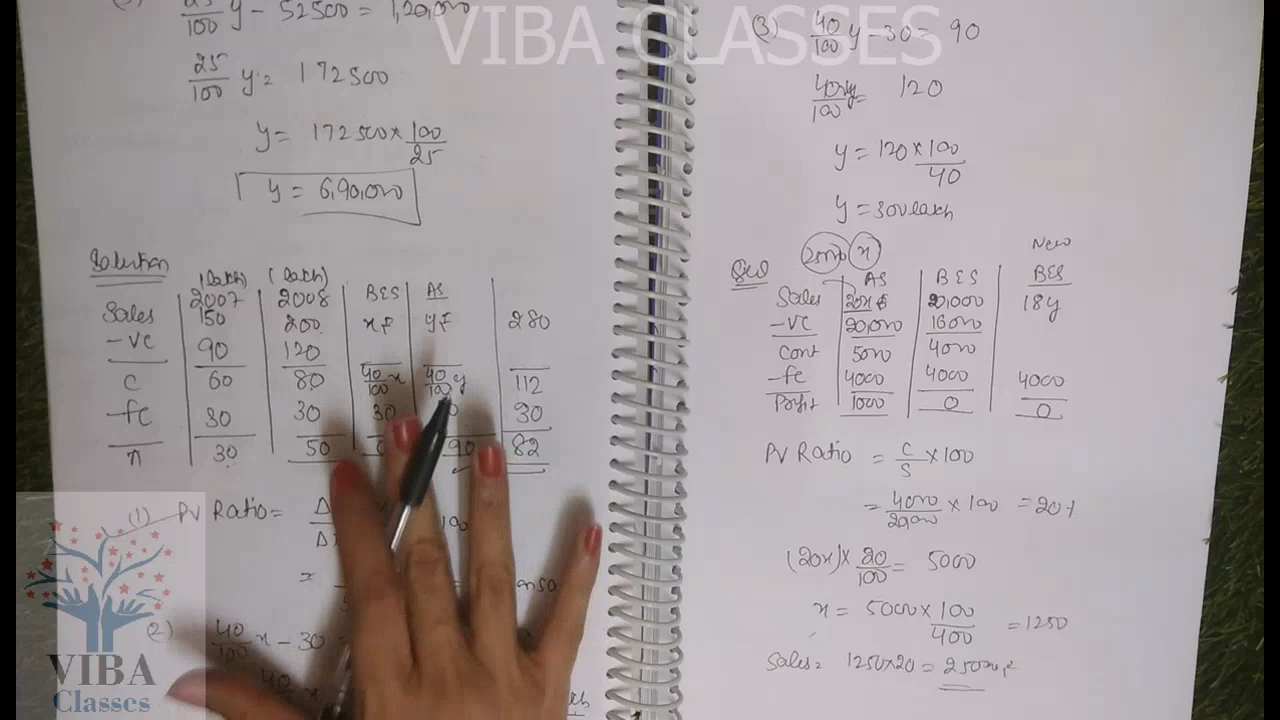 VIBA CLASSES
25/100 y - 52500 = 1,20,000
25/100 y = 172500
y = 172500 × 100/25
y = 6,90,000
Solution
(lakh) (lakh)
2007 2008 BES AS
Sales 150 200 x₹ y₹ 280
-VC 90 120
C 60 80 40/100 x 40/100 y 112
-FC 30 30 30 30
π 30 50 90 82
(1) PV Ratio =
(2) 40/100 x - 30
40 x
(3) 40/100 y - 30 = 90
40y/100 = 120
y = 120 × 100/40
y = 300 lakh
x New
AS BES BES
Sales 20x 20,000 18y
-VC 20,000 16000
Cont 5000 4000
-FC 4000 4000 4000
Profit 1000 0 0
PV Ratio = C/S × 100
= 4000/20000 × 100 = 20%
(20x) × 20/100 = 5000
x = 5000 × 100/400 = 1250
Sales = 1250×20 = 25000
VIBA
Classes